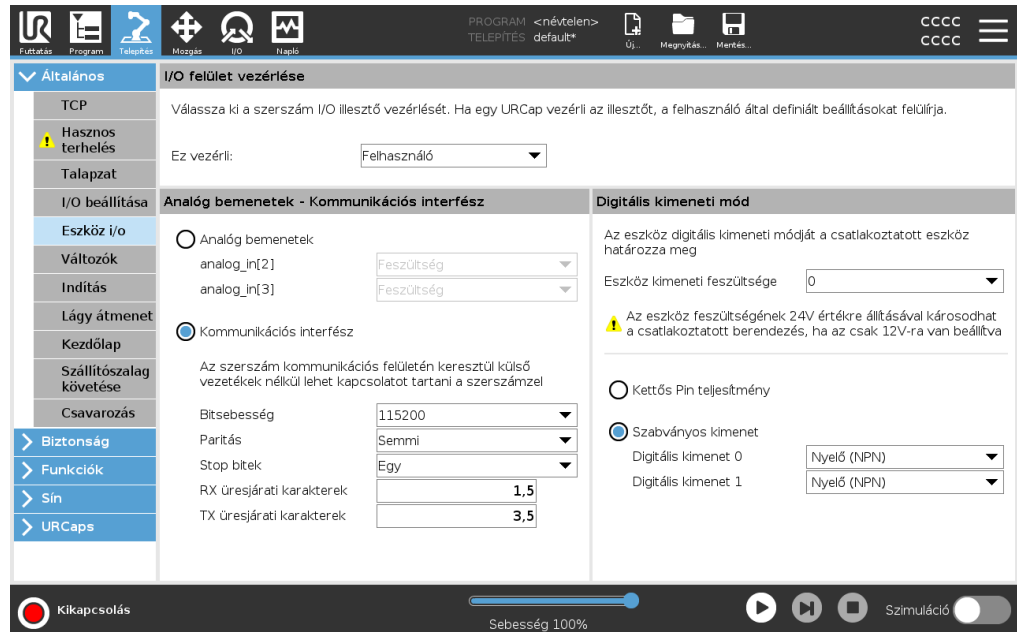 UR
Futtatás
Program
Telepítés
Mozgás
I/O
Napló
PROGRAM <névtelen>
TELEPÍTÉS default*
Új...
Megnyitás...
Mentés...
CCCC
CCCC
Általános
TCP
Hasznos
terhelés
Talapzat
I/O beállítása
Eszköz i/o
Változók
Indítás
Lágy átmenet
Kezdőlap
Szállítószalag
követése
Csavarozás
Biztonság
Funkciók
Sín
URCaps
I/O felület vezérlése
Válassza ki a szerszám I/O illesztő vezérlését. Ha egy URCap vezérli az illesztőt, a felhasználó által definiált beállításokat felülírja.
Ez vezérli: Felhasználó
Analóg bemenetek - Kommunikációs interfész
Analóg bemenetek
analog_in[2] Feszültség
analog_in[3] Feszültség
Kommunikációs interfész
Az szerszám kommunikációs felületén keresztül külső
vezetékek nélkül lehet kapcsolatot tartani a szerszámzel
Bitsebesség 115200
Paritás Semmi
Stop bitek Egy
RX üresjárati karakterek 1,5
TX üresjárati karakterek 3,5
Digitális kimeneti mód
Az eszköz digitális kimeneti módját a csatlakoztatott eszköz
határozza meg
Eszköz kimeneti feszültsége 0
Az eszköz feszültségének 24V értékre állításával károsodhat
a csatlakoztatott berendezés, ha az csak 12V-ra van beállítva
Kettős Pin teljesítmény
Szabványos kimenet
Digitális kimenet 0 Nyelő (NPN)
Digitális kimenet 1 Nyelő (NPN)
Kikapcsolás
Sebesség 100%
Szimuláció